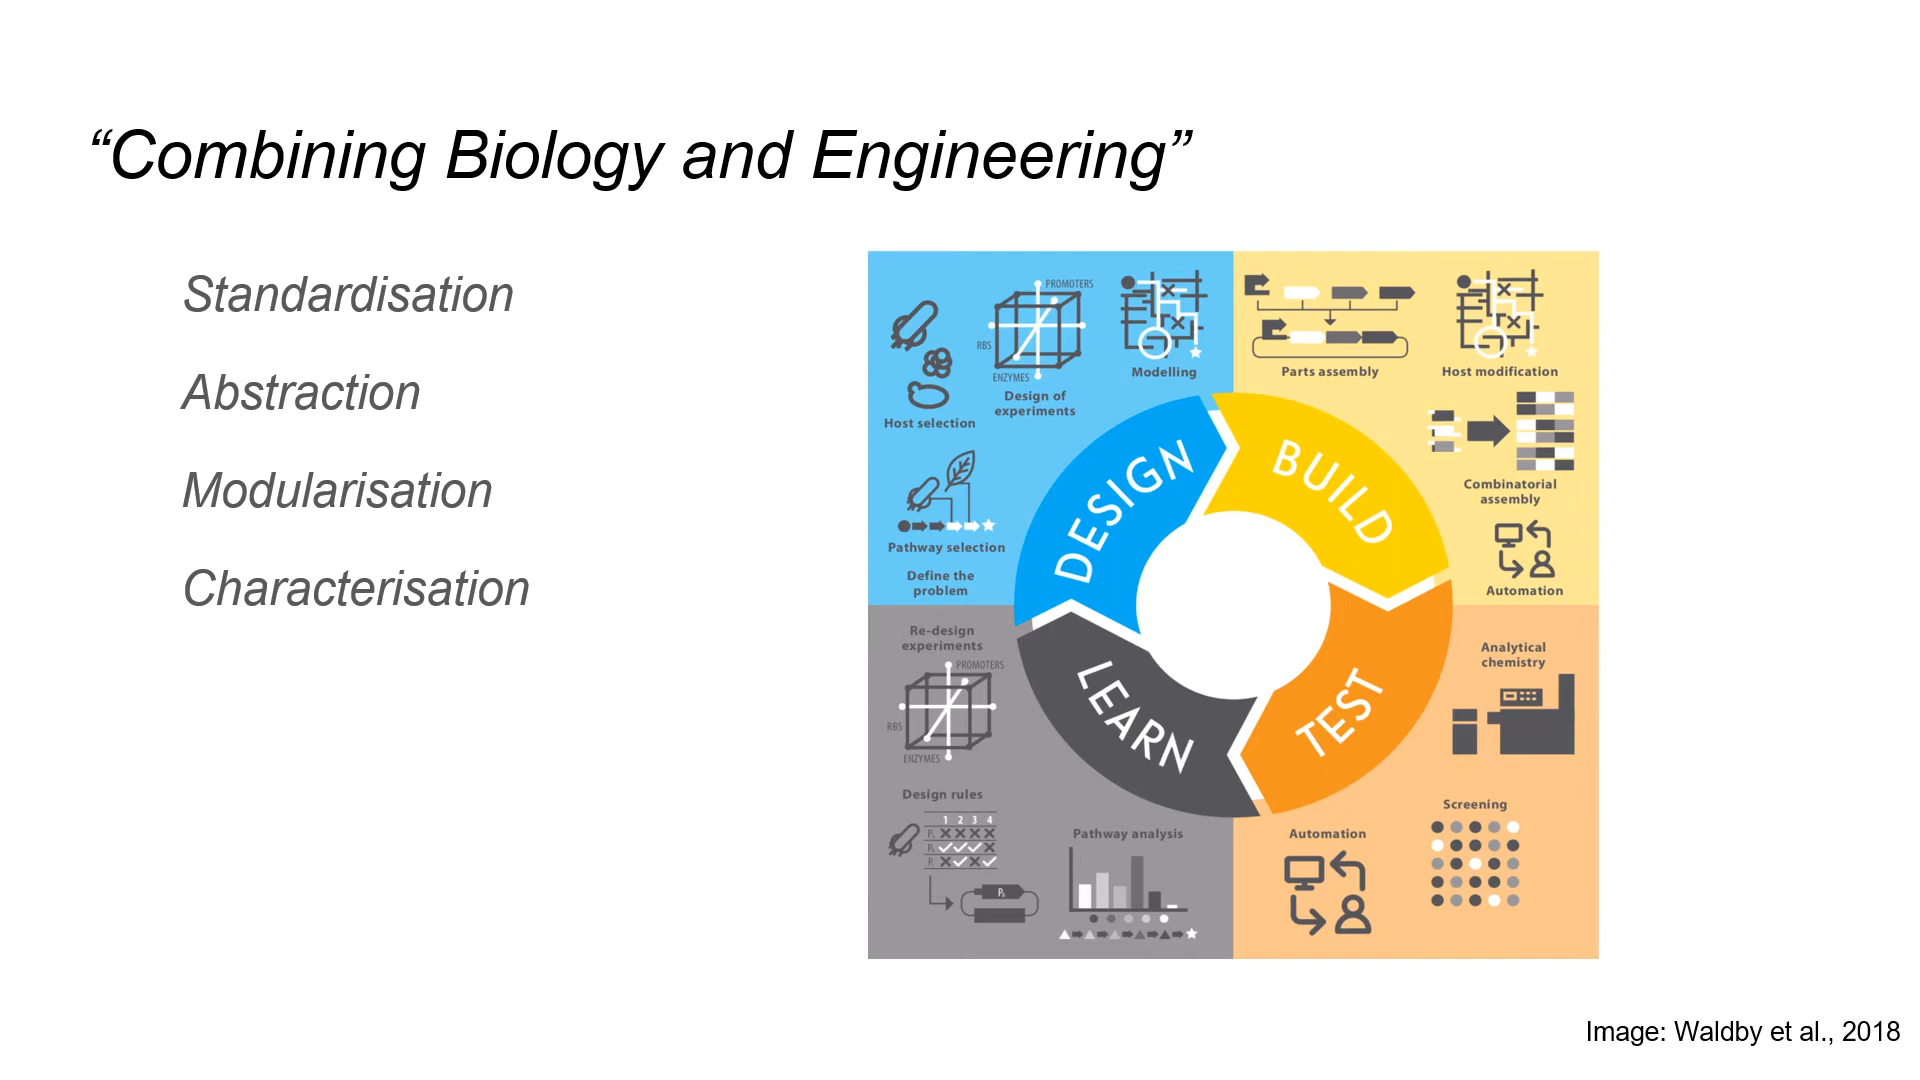 “Combining Biology and Engineering”
Standardisation
Abstraction
Modularisation
Characterisation
PROMOTERS
RBS
ENZYMES
Host selection
Design of
experiments
Modelling
Pathway selection
Define the
problem
DESIGN
Parts assembly
Host modification
Combinatorial
assembly
Automation
BUILD
Analytical
chemistry
Screening
Automation
TEST
Re-design
experiments
PROMOTERS
RBS
ENZYMES
Design rules
1 2 3 4
Pathway analysis
LEARN
Image: Waldby et al., 2018